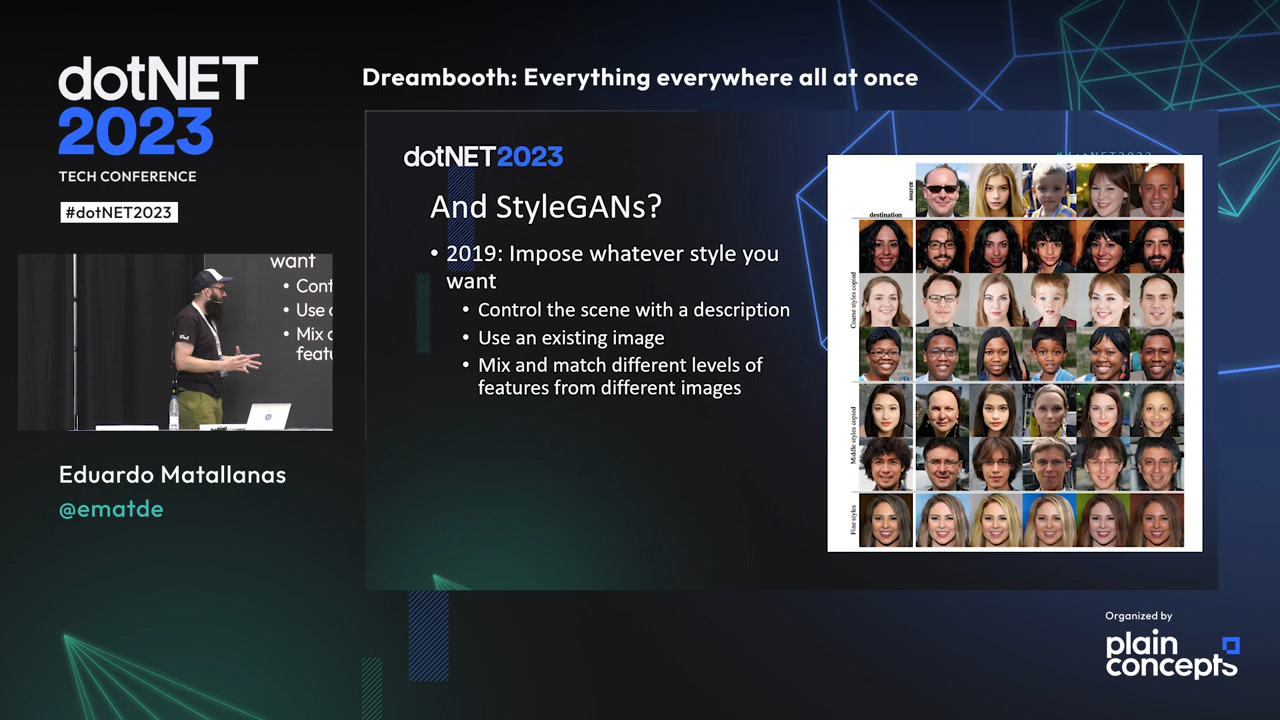 dotNET
2023
TECH CONFERENCE
#dotNET2023
Dreambooth: Everything everywhere all at once
dotNET2023
#dotNET2023
And StyleGANs?
• 2019: Impose whatever style you
want
• Control the scene with a description
• Use an existing image
• Mix and match different levels of
features from different images
source
destination
Coarse styles copied
Middle styles copied
Fine styles
want
• Cont
• Use
• Mix
featu
Eduardo Matallanas
@ematde
Organized by
plain
concepts